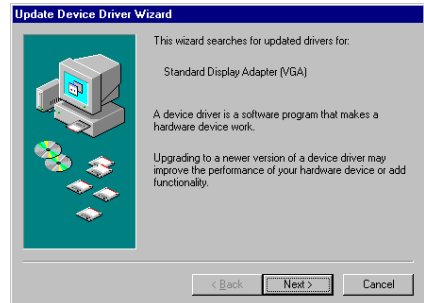 Update Device Driver Wizard
This wizard searches for updated drivers for:
Standard Display Adapter (VGA)
A device driver is a software program that makes a
hardware device work.
Upgrading to a newer version of a device driver may
improve the performance of your hardware device or add
functionality.
< Back Next > Cancel